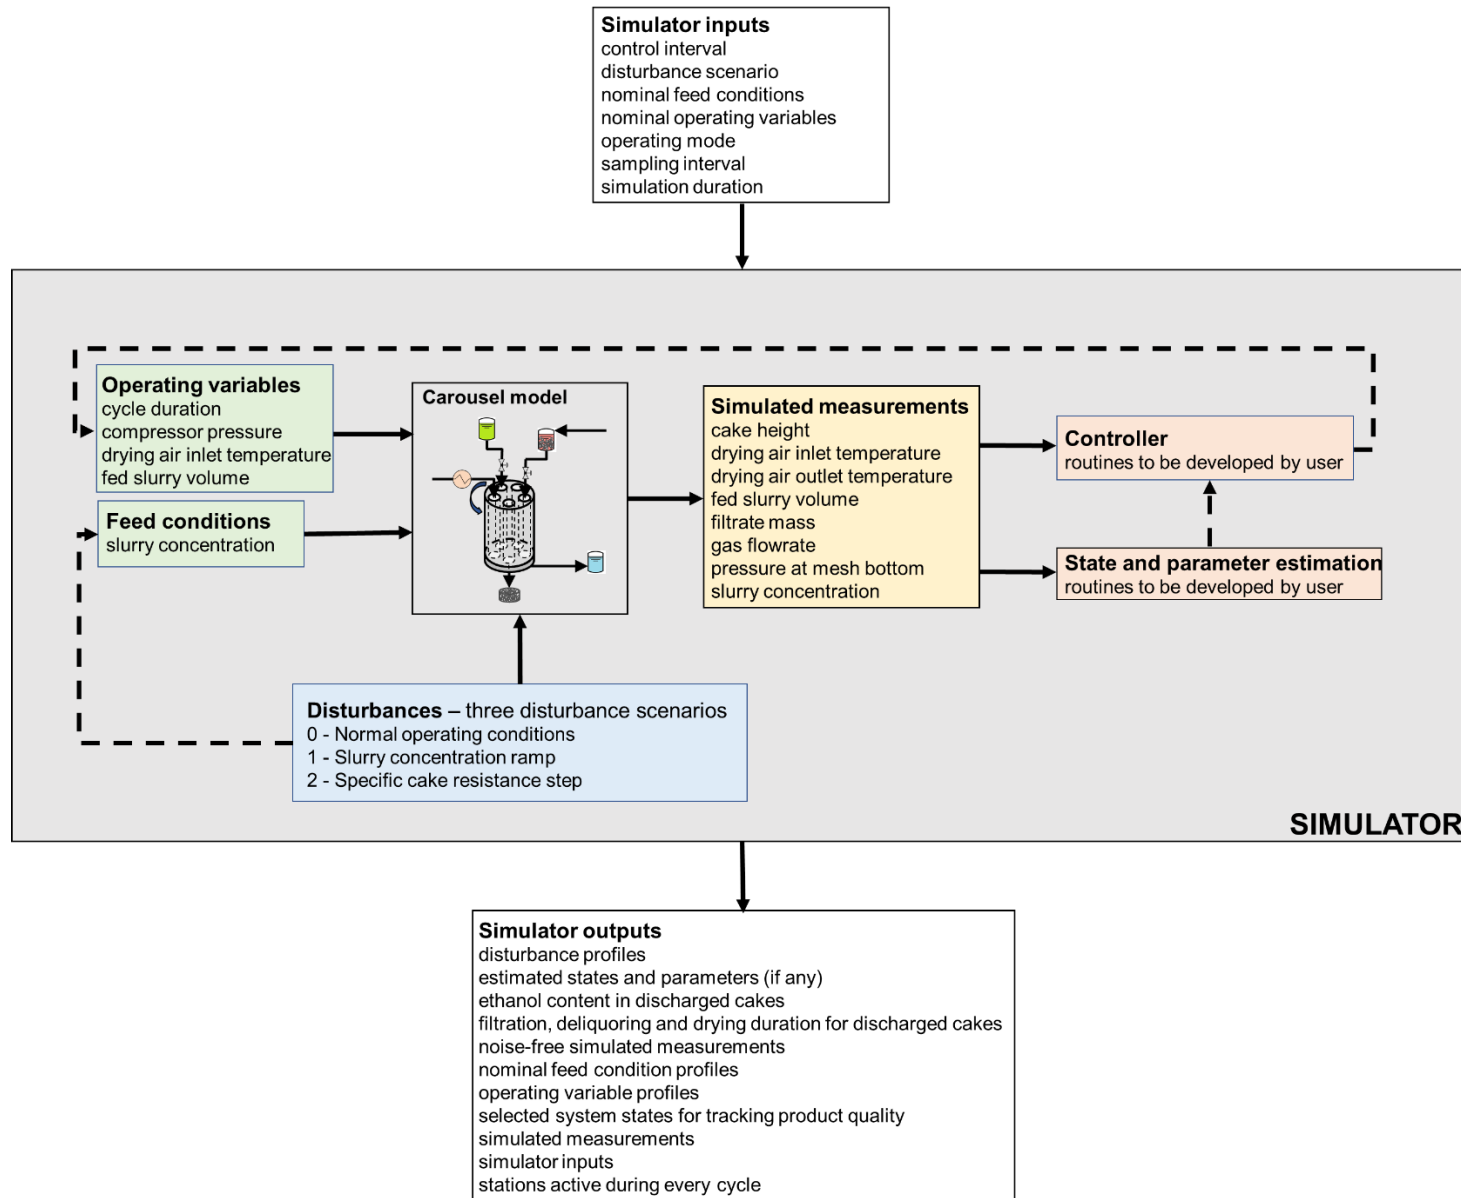 Simulator inputs
control interval
disturbance scenario
nominal feed conditions
nominal operating variables
operating mode
sampling interval
simulation duration
Operating variables
cycle duration
compressor pressure
drying air inlet temperature
fed slurry volume
Feed conditions
slurry concentration
Carousel model
Simulated measurements
cake height
drying air inlet temperature
drying air outlet temperature
fed slurry volume
filtrate mass
gas flowrate
pressure at mesh bottom
slurry concentration
Controller
routines to be developed by user
State and parameter estimation
routines to be developed by user
Disturbances – three disturbance scenarios
0 - Normal operating conditions
1 - Slurry concentration ramp
2 - Specific cake resistance step
SIMULATOR
Simulator outputs
disturbance profiles
estimated states and parameters (if any)
ethanol content in discharged cakes
filtration, deliquoring and drying duration for discharged cakes
noise-free simulated measurements
nominal feed condition profiles
operating variable profiles
selected system states for tracking product quality
simulated measurements
simulator inputs
stations active during every cycle